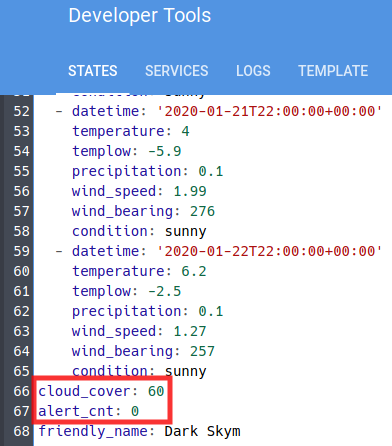 Developer Tools
STATES SERVICES LOGS TEMPLATE
52 - datetime: '2020-01-21T22:00:00+00:00'
53 temperature: 4
54 templow: -5.9
55 precipitation: 0.1
56 wind_speed: 1.99
57 wind_bearing: 276
58 condition: sunny
59 - datetime: '2020-01-22T22:00:00+00:00'
60 temperature: 6.2
61 templow: -2.5
62 precipitation: 0.1
63 wind_speed: 1.27
64 wind_bearing: 257
65 condition: sunny
66 cloud_cover: 60
67 alert_cnt: 0
68 friendly_name: Dark Skym